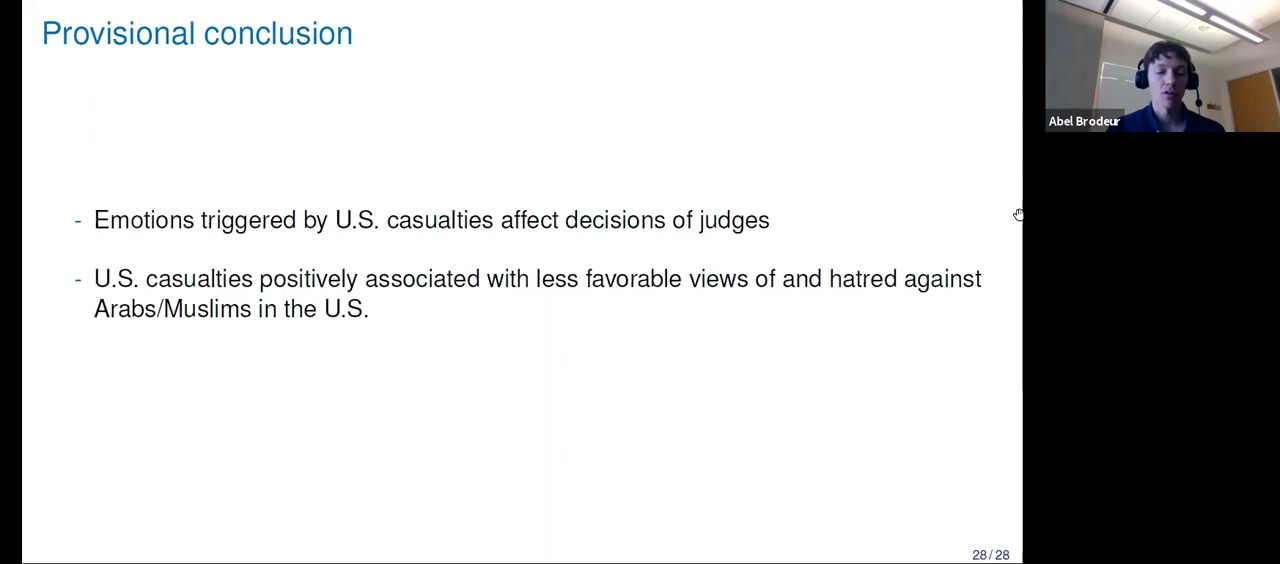 Provisional conclusion
Abel Brodeur
- Emotions triggered by U.S. casualties affect decisions of judges
- U.S. casualties positively associated with less favorable views of and hatred against
Arabs/Muslims in the U.S.
28/28